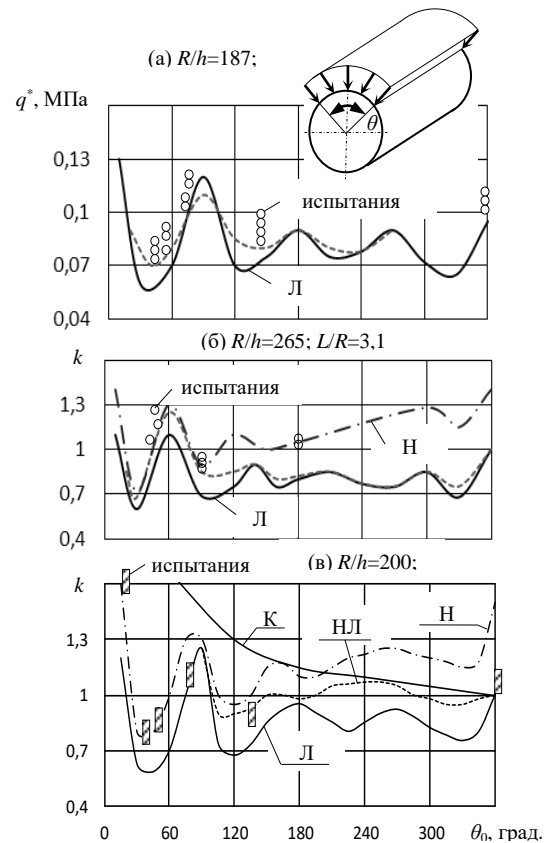 (а) R/h=187;
q*, МПа
θ
0,13
испытания
0,1
0,07
Л
0,04
(б) R/h=265; L/R=3,1
k
испытания
1,3
Н
1
0,7
Л
0,4
(в) R/h=200;
испытания
k
К
НЛ
Н
1,3
1
0,7
Л
0,4
0 60 120 180 240 300 θ₀, град.